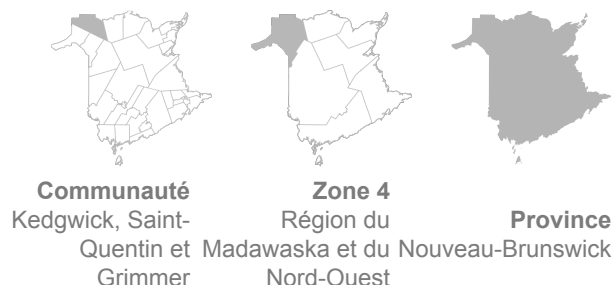 Communauté
Kedgwick, Saint-
Quentin et
Grimmer
Zone 4
Région du
Madawaska et du
Nord-Ouest
Province
Nouveau-Brunswick